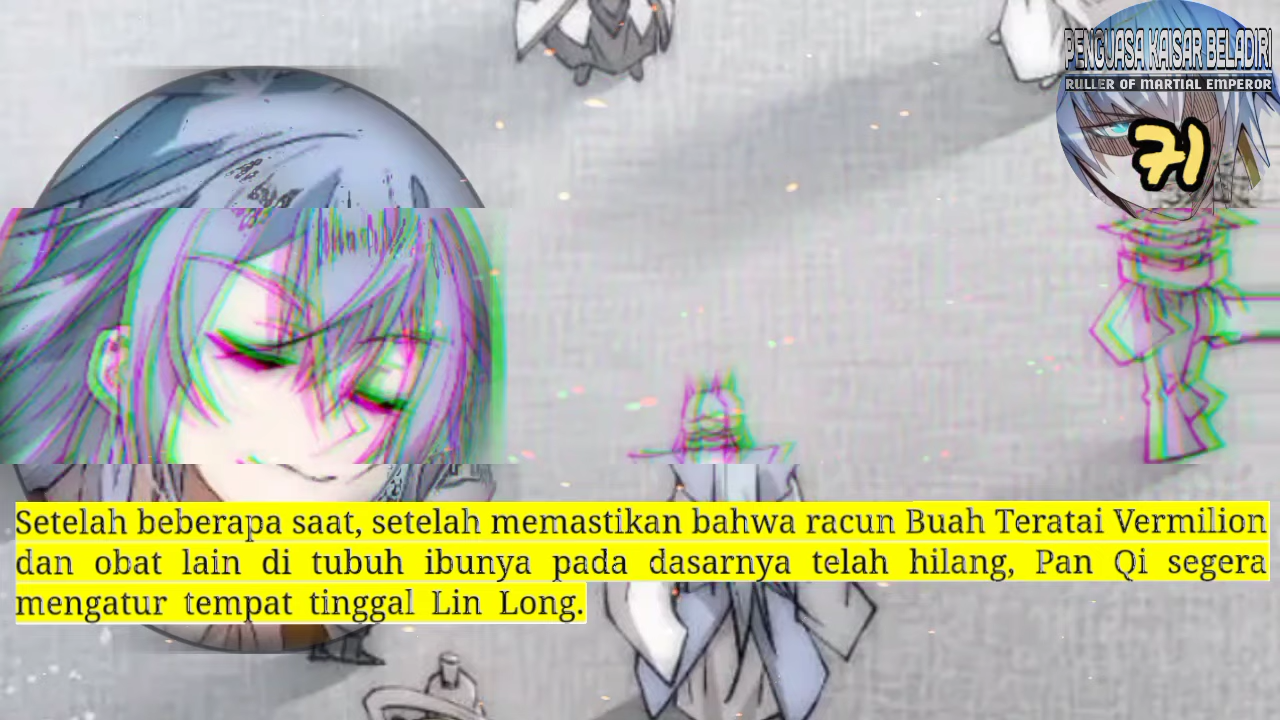 PENGUASA KAISAR BELADIRI
RULLER OF MARTIAL EMPEROR
71
Setelah beberapa saat, setelah memastikan bahwa racun Buah Teratai Vermilion
dan obat lain di tubuh ibunya pada dasarnya telah hilang, Pan Qi segera
mengatur tempat tinggal Lin Long.